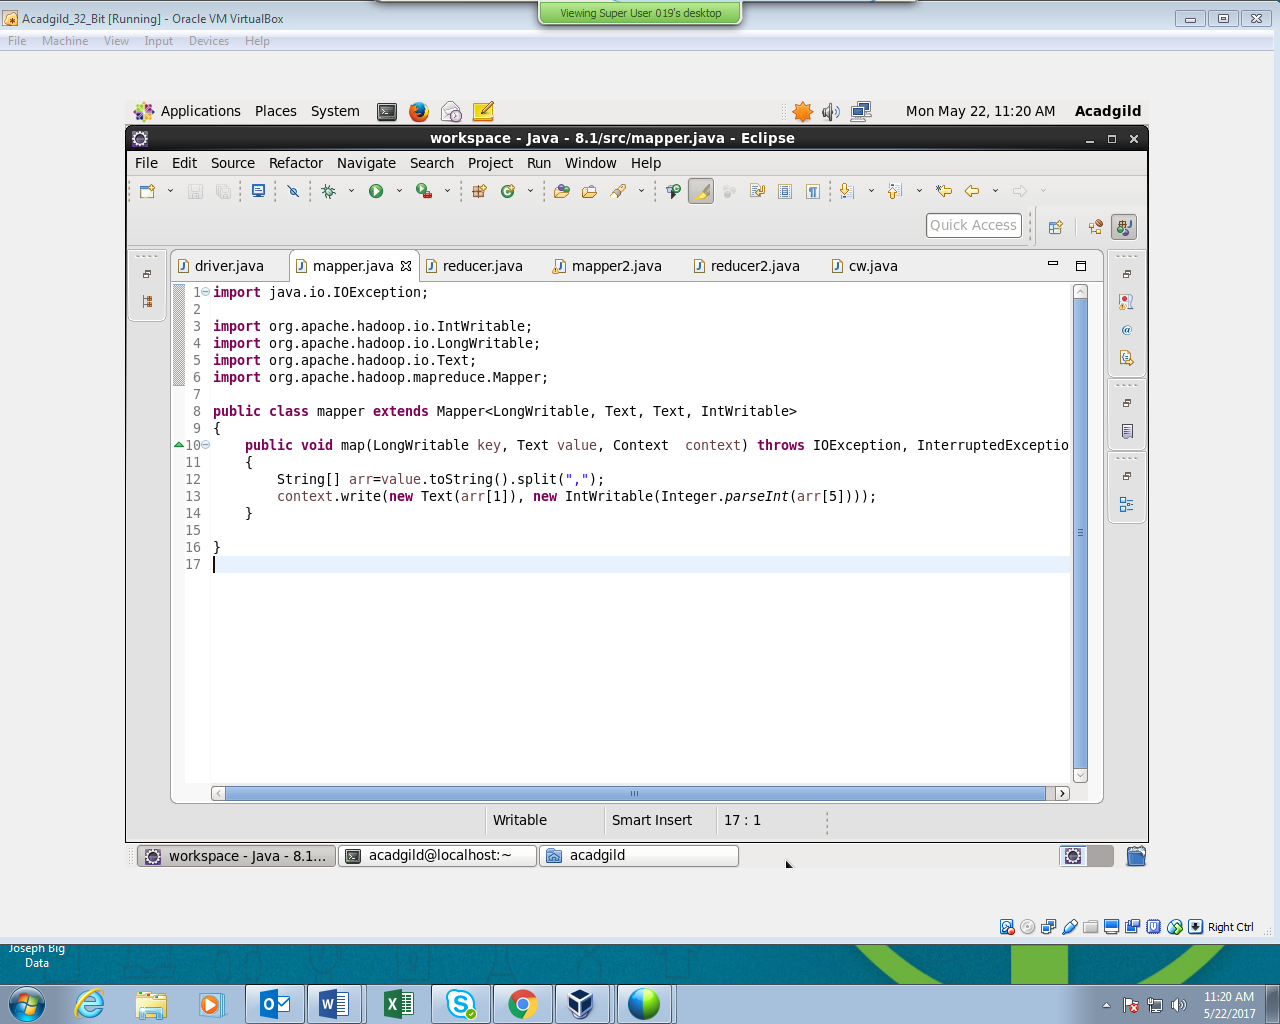 Acadgild_32_Bit [Running] - Oracle VM VirtualBox
Viewing Super User 019's desktop
File Machine View Input Devices Help
Applications Places System
Mon May 22, 11:20 AM Acadgild
workspace - Java - 8.1/src/mapper.java - Eclipse
File Edit Source Refactor Navigate Search Project Run Window Help
Quick Access
driver.java mapper.java reducer.java mapper2.java reducer2.java cw.java
1 import java.io.IOException;
2
3 import org.apache.hadoop.io.IntWritable;
4 import org.apache.hadoop.io.LongWritable;
5 import org.apache.hadoop.io.Text;
6 import org.apache.hadoop.mapreduce.Mapper;
7
8 public class mapper extends Mapper<LongWritable, Text, Text, IntWritable>
9 {
10 public void map(LongWritable key, Text value, Context  context) throws IOException, InterruptedExceptio
11 {
12 String[] arr=value.toString().split(",");
13 context.write(new Text(arr[1]), new IntWritable(Integer.parseInt(arr[5])));
14 }
15
16 }
17
Writable Smart Insert 17 : 1
workspace - Java - 8.1... acadgild@localhost:~ acadgild
Right Ctrl
Joseph Big
Data
11:20 AM
5/22/2017